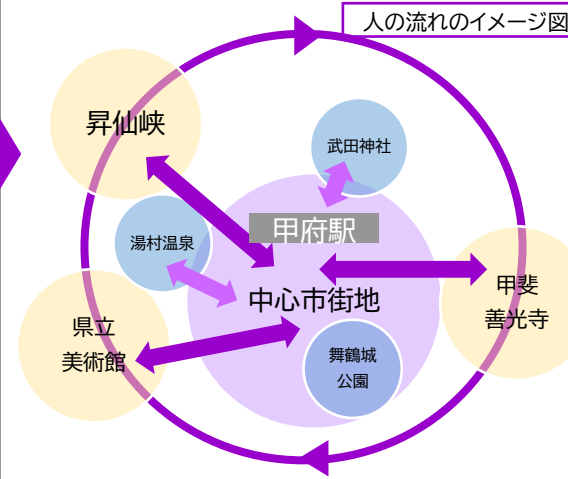 人の流れのイメージ図
昇仙峡
武田神社
甲府駅
湯村温泉
中心市街地
甲斐
善光寺
県立
美術館
舞鶴城
公園